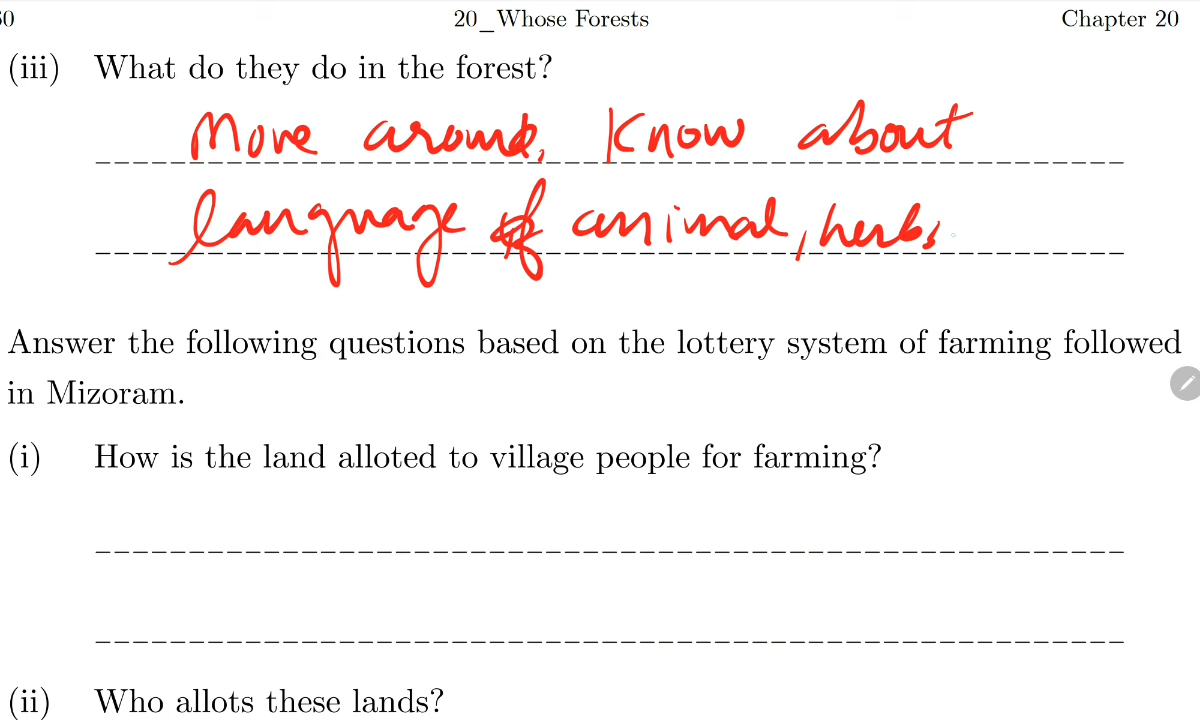 20_Whose Forests Chapter 20
(iii) What do they do in the forest?
Move around, Know about
language of animal, herbs
Answer the following questions based on the lottery system of farming followed
in Mizoram.
(i) How is the land alloted to village people for farming?
(ii) Who allots these lands?